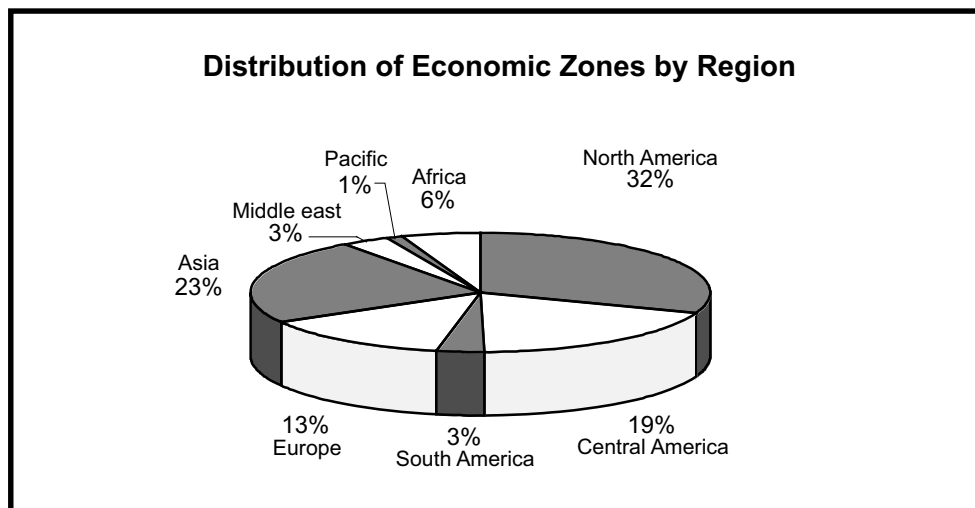 Distribution of Economic Zones by Region
North America
32%
Pacific
1%
Africa
6%
Middle east
3%
Asia
23%
13%
Europe
3%
South America
19%
Central America